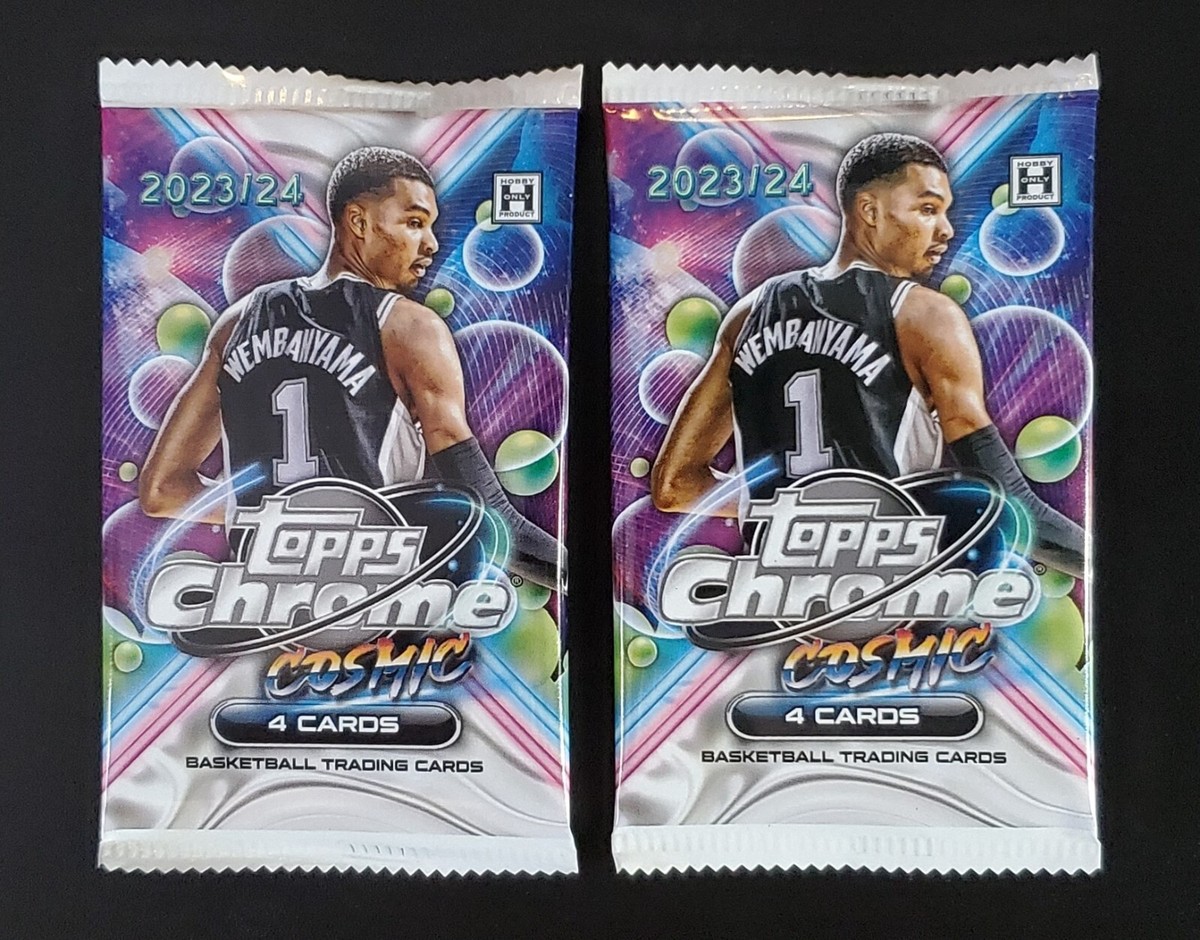 2023/24
HOBBY
H
ONLY
PRODUCT
WEMBANYAMA
1
topps
Chrome®
COSMIC
4 CARDS
BASKETBALL TRADING CARDS
2023/24
HOBBY
H
ONLY
PRODUCT
WEMBANYAMA
1
topps
Chrome®
COSMIC
4 CARDS
BASKETBALL TRADING CARDS